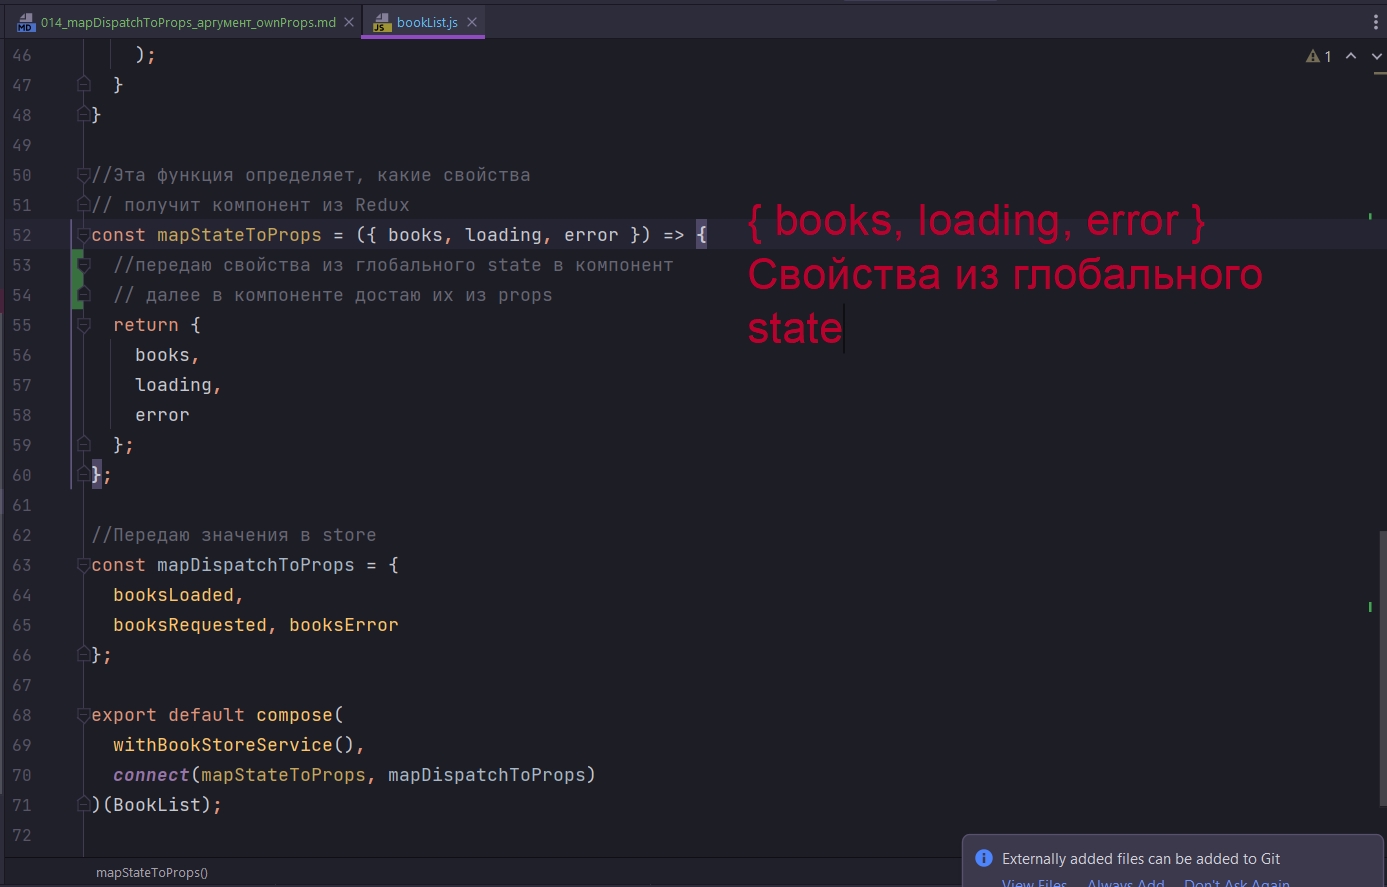 014_mapDispatchToProps_аргумент_ownProps.md
bookList.js
1
46 );
47 }
48 }
49
50 //Эта функция определяет, какие свойства
51 // получит компонент из Redux
52 const mapStateToProps = ({ books, loading, error }) => {
53 //передаю свойства из глобального state в компонент
54 // далее в компоненте достаю их из props
55 return {
56 books,
57 loading,
58 error
59 };
60 };
61
62 //Передаю значения в store
63 const mapDispatchToProps = {
64 booksLoaded,
65 booksRequested, booksError
66 };
67
68 export default compose(
69 withBookStoreService(),
70 connect(mapStateToProps, mapDispatchToProps)
71 )(BookList);
72
{ books, loading, error }
Свойства из глобального
state
mapStateToProps()
Externally added files can be added to Git
View Files Always Add Don't Ask Again